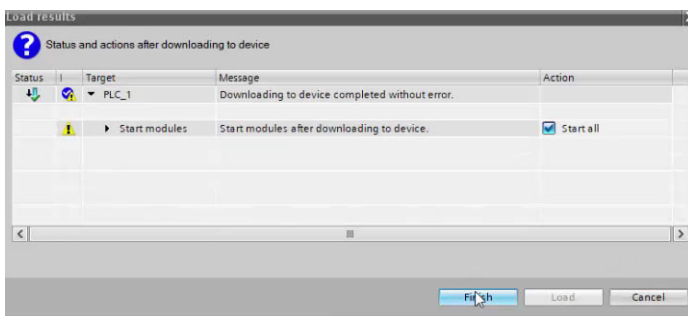 Load results
Status and actions after downloading to device
Status ! Target Message Action
PLC_1 Downloading to device completed without error.
Start modules Start modules after downloading to device. Start all
Finish Load Cancel